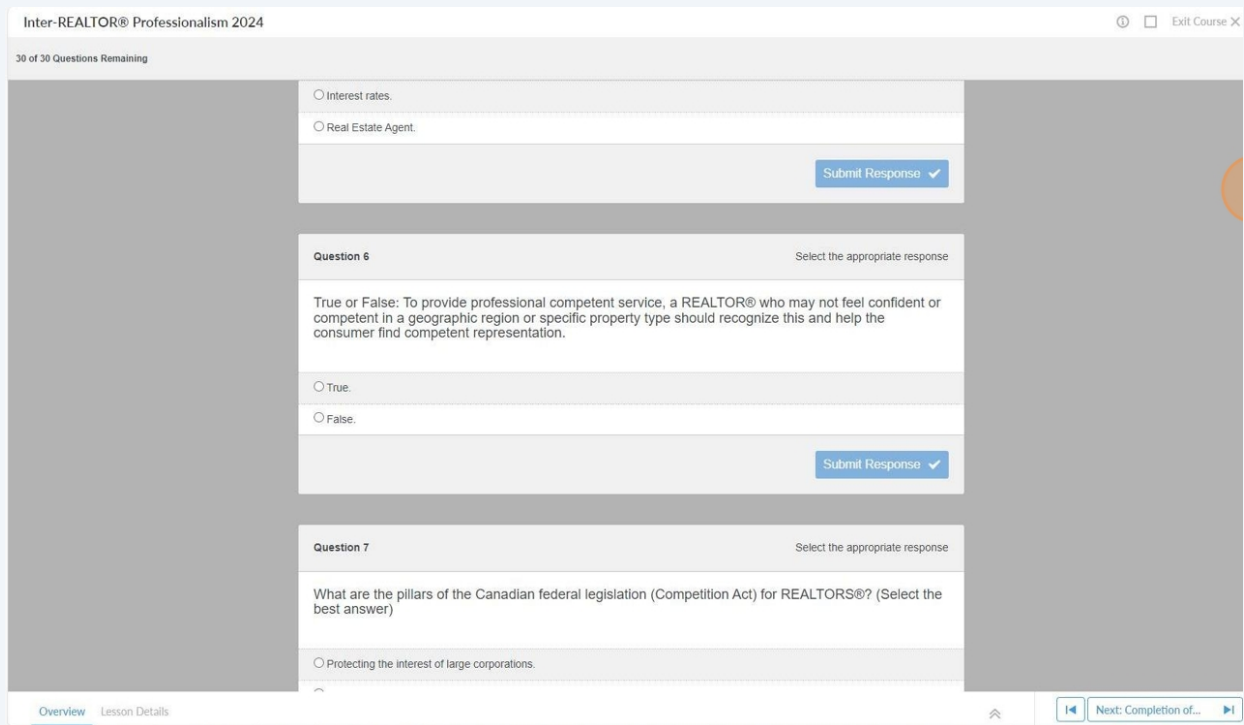 Inter-REALTOR® Professionalism 2024
Exit Course
30 of 30 Questions Remaining
Interest rates.
Real Estate Agent.
Submit Response
Question 6
Select the appropriate response
True or False: To provide professional competent service, a REALTOR® who may not feel confident or
competent in a geographic region or specific property type should recognize this and help the
consumer find competent representation.
True.
False.
Submit Response
Question 7
Select the appropriate response
What are the pillars of the Canadian federal legislation (Competition Act) for REALTORS®? (Select the
best answer)
Protecting the interest of large corporations.
Overview
Lesson Details
Next: Completion of...